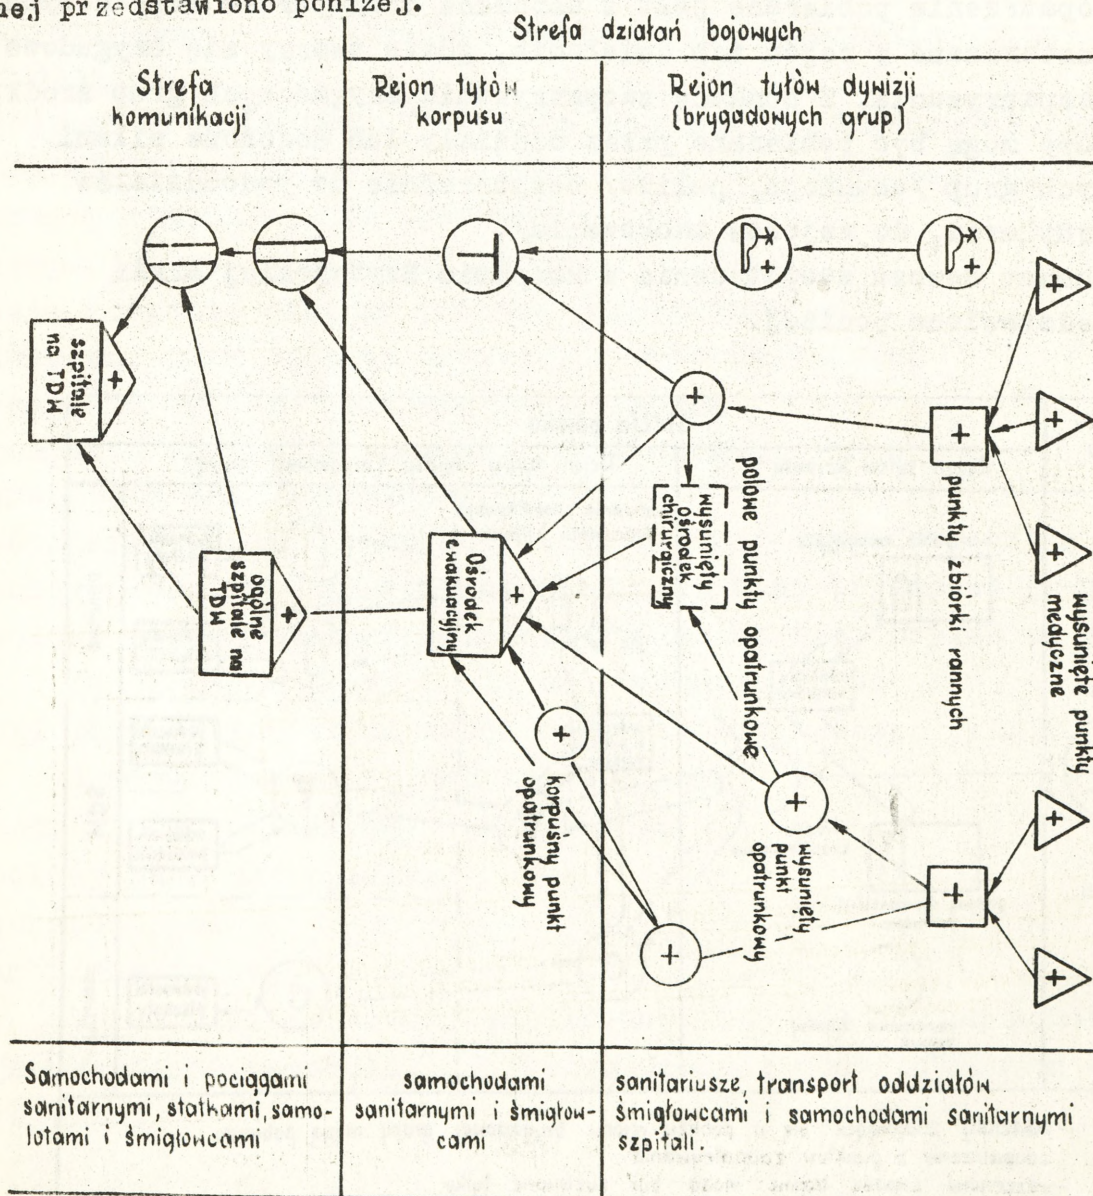 nej przedstawiono poniżej.
Strefa działań bojowych
Strefa
komunikacji
Rejon tyłów
korpusu
Rejon tyłów dywizji
(brygadowych grup)
szpitale
na TDW
ogólne
szpitale na
TDW
Ośrodek
ewakuacyjny
korpuśny punkt
opatrunkowy
wysunięty
Ośrodek
chirurgiczny
polowe punkty opatrunkowe
wysunięty
punkt
opatrunkowy
punkty zbiórki rannych
wysunięte punkty
medyczne
Samochodami i pociągami
sanitarnymi, statkami, samo-
lotami i śmigłowcami
samochodami
sanitarnymi i śmigłow-
cami
sanitariusze, transport oddziałów
śmigłowcami i samochodami sanitarnymi
szpitali.